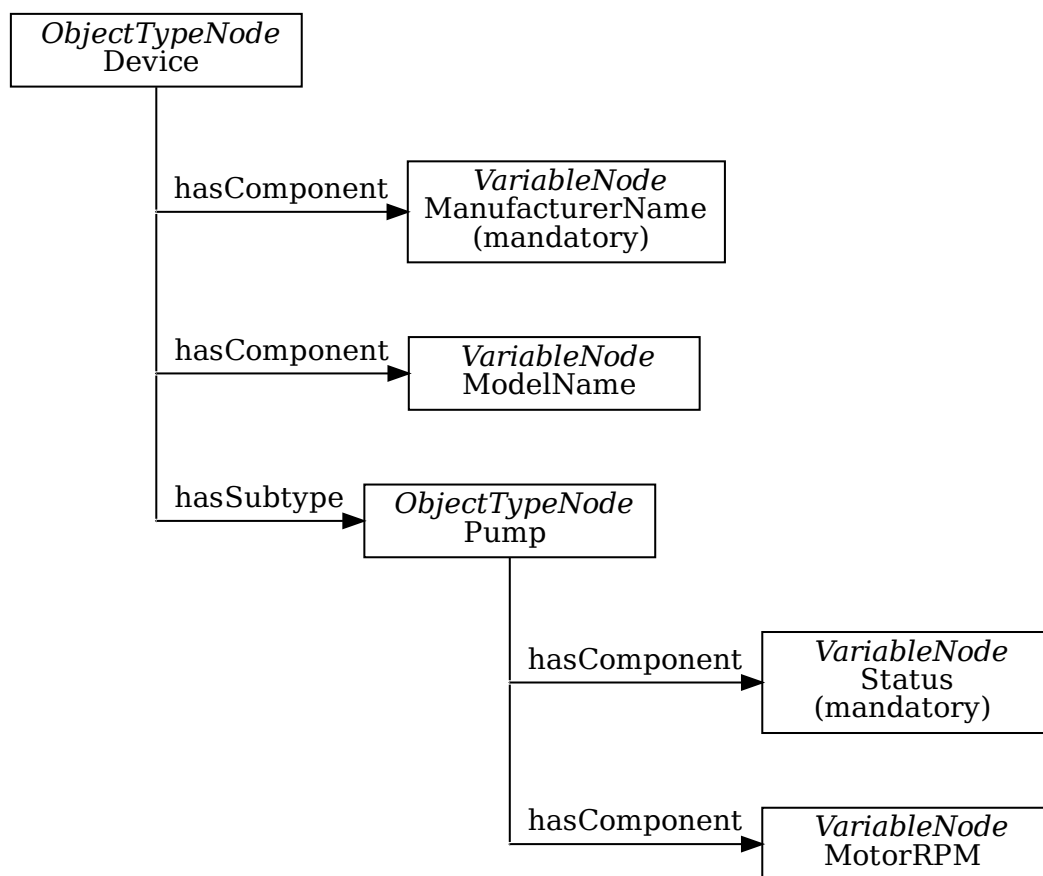 ObjectTypeNode
Device
hasComponent
VariableNode
ManufacturerName
(mandatory)
hasComponent
VariableNode
ModelName
hasSubtype
ObjectTypeNode
Pump
hasComponent
VariableNode
Status
(mandatory)
hasComponent
VariableNode
MotorRPM